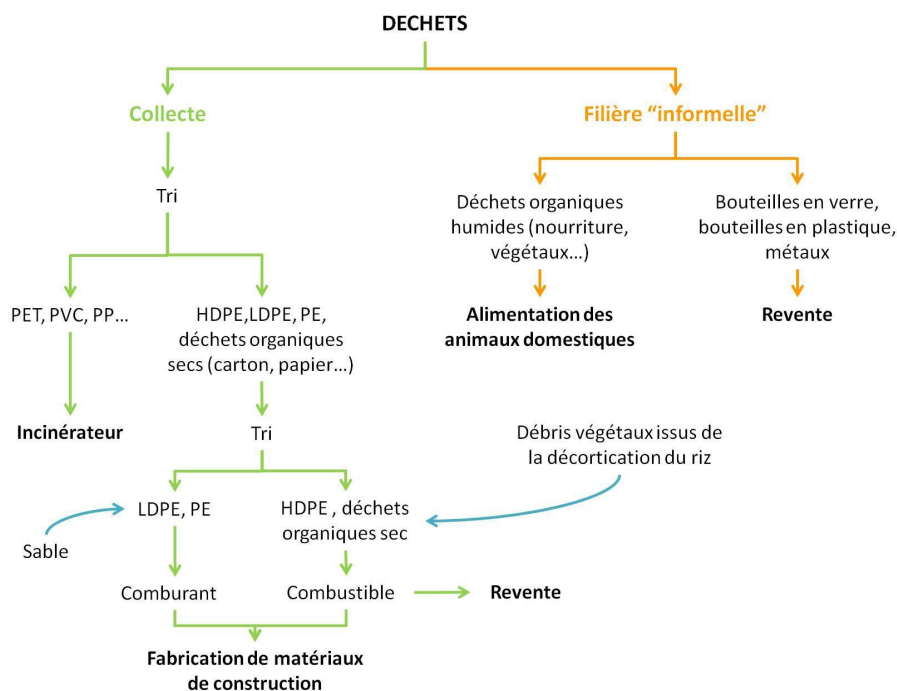 DECHETS
Collecte
Filière “informelle”
Tri
Déchets organiques
humides (nourriture,
végétaux...)
Bouteilles en verre,
bouteilles en plastique,
métaux
PET, PVC, PP...
HDPE,LDPE, PE,
déchets organiques
secs (carton, papier...)
Alimentation des
animaux domestiques
Revente
Incinérateur
Tri
Débris végétaux issus de
la décortication du riz
LDPE, PE
HDPE , déchets
organiques sec
Sable
Comburant
Combustible
Revente
Fabrication de matériaux
de construction